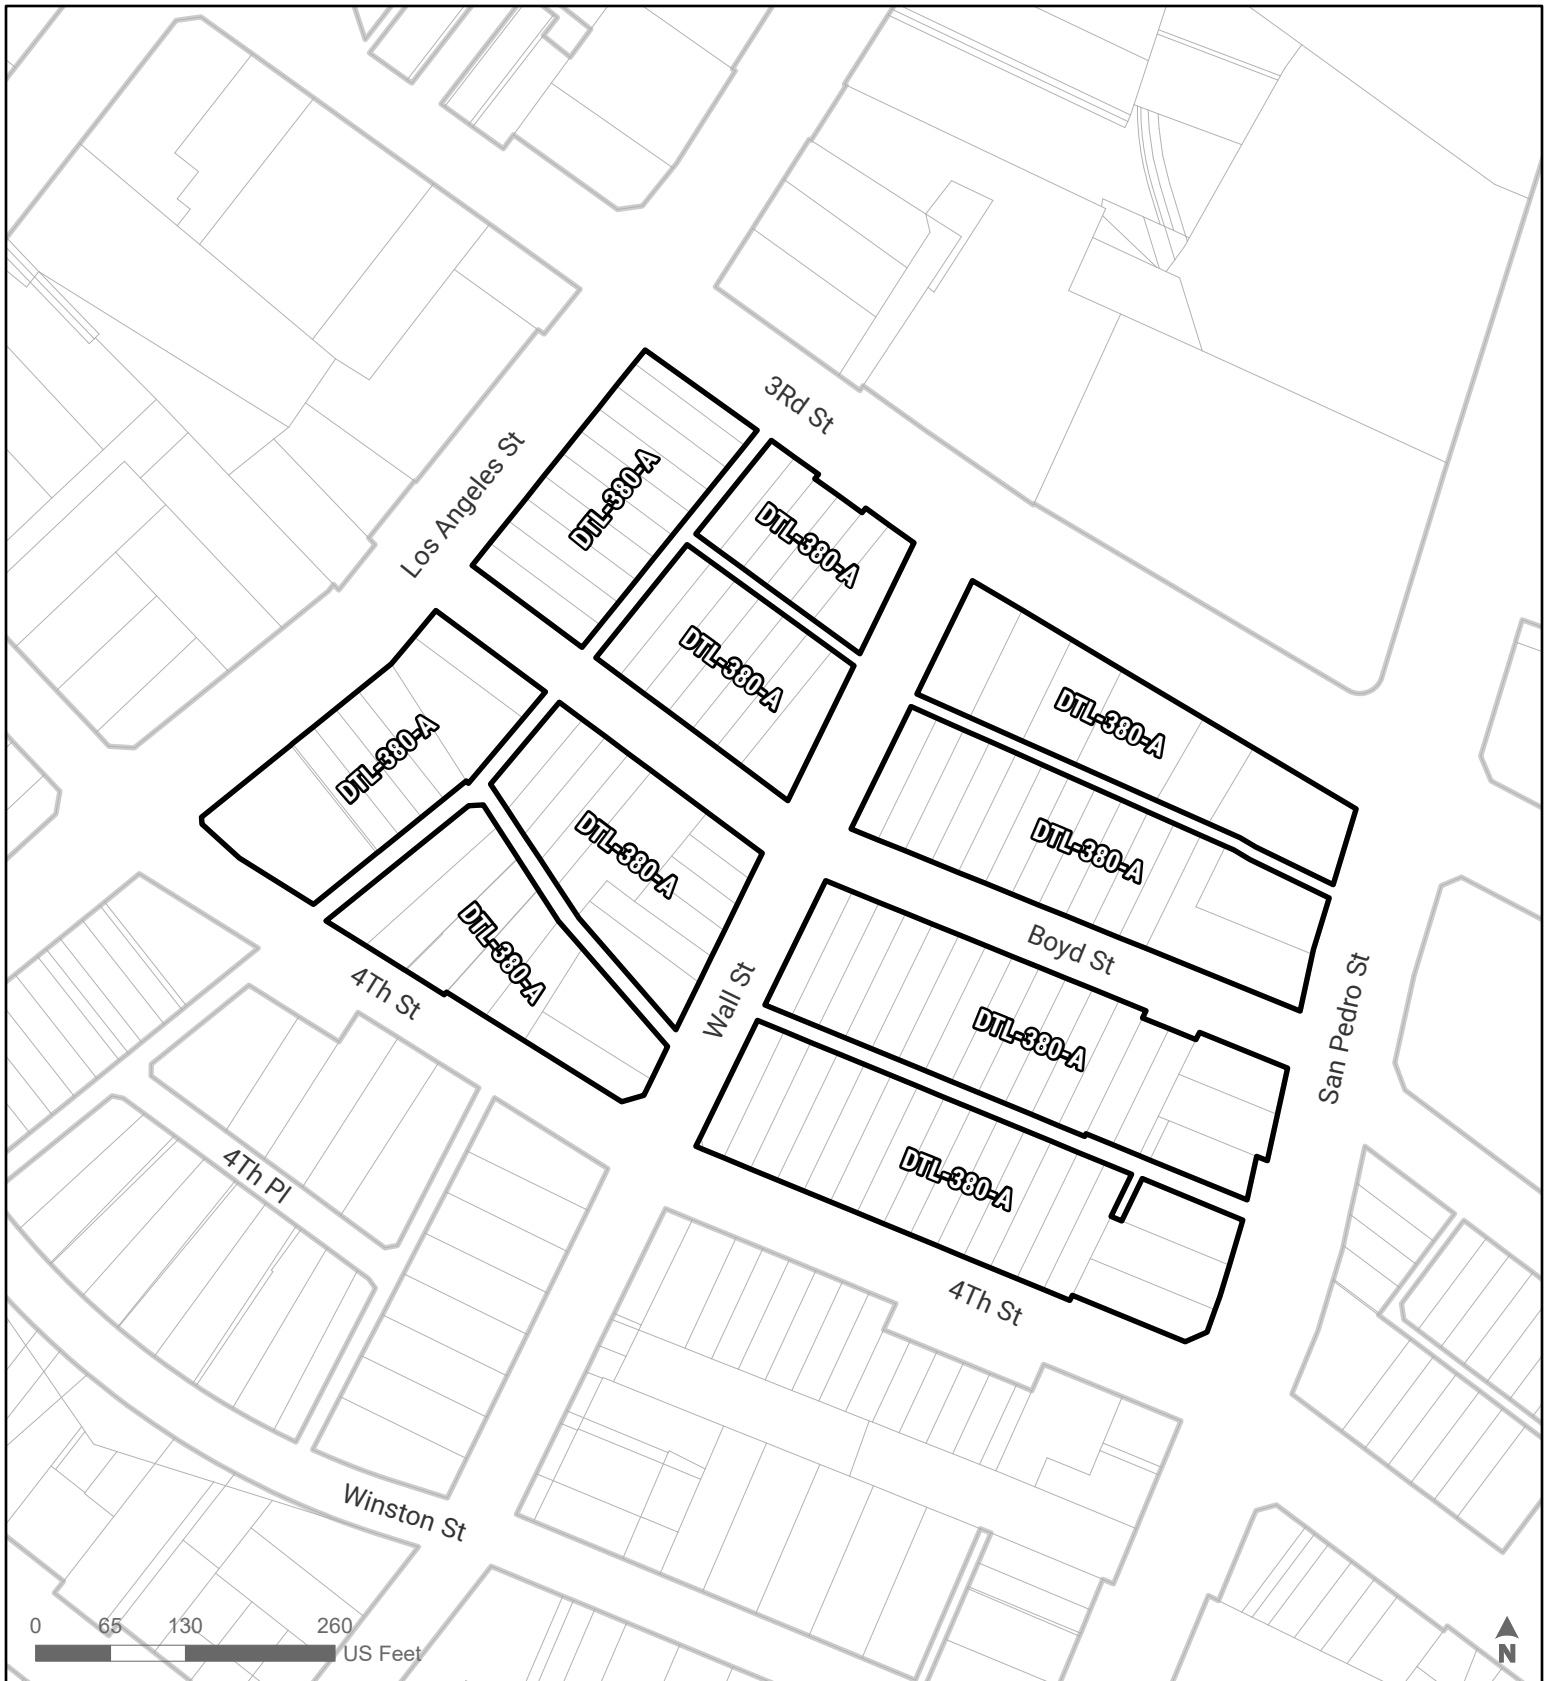 3Rd St
Los Angeles St
DTL-380-A
DTL-380-A
DTL-380-A
DTL-380-A
DTL-380-A
DTL-380-A
DTL-380-A
DTL-380-A
Boyd St
4Th St
Wall St
San Pedro St
DTL-380-A
DTL-380-A
4Th Pl
4Th St
Winston St
0 65 130 260
US Feet
N